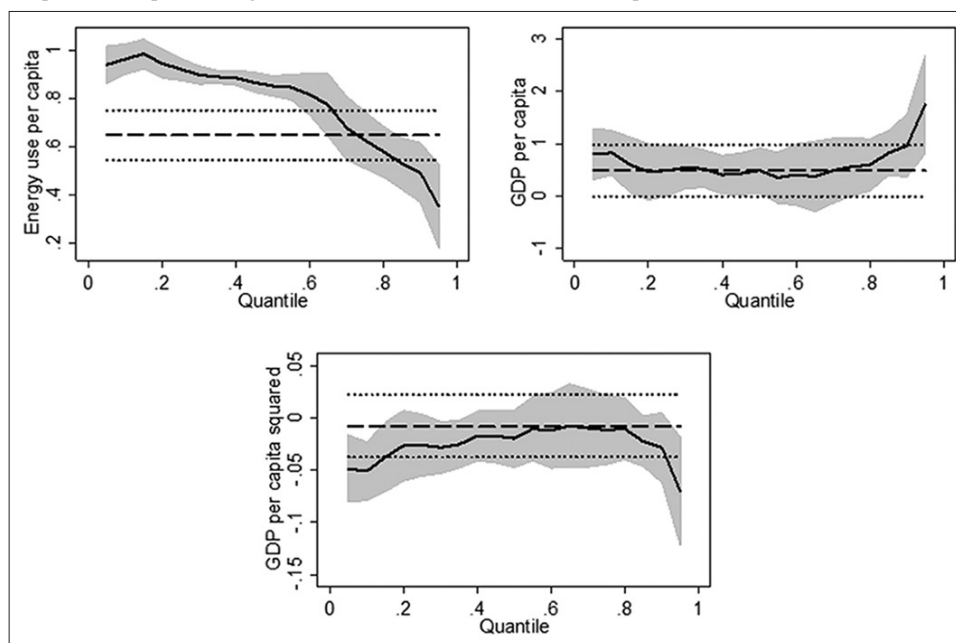 Energy use per capita
1
.8
.6
.4
.2
0 .2 .4 .6 .8 1
Quantile
GDP per capita
3
2
1
0
-1
0 .2 .4 .6 .8 1
Quantile
GDP per capita squared
.05
0
-.05
-.1
-.15
0 .2 .4 .6 .8 1
Quantile